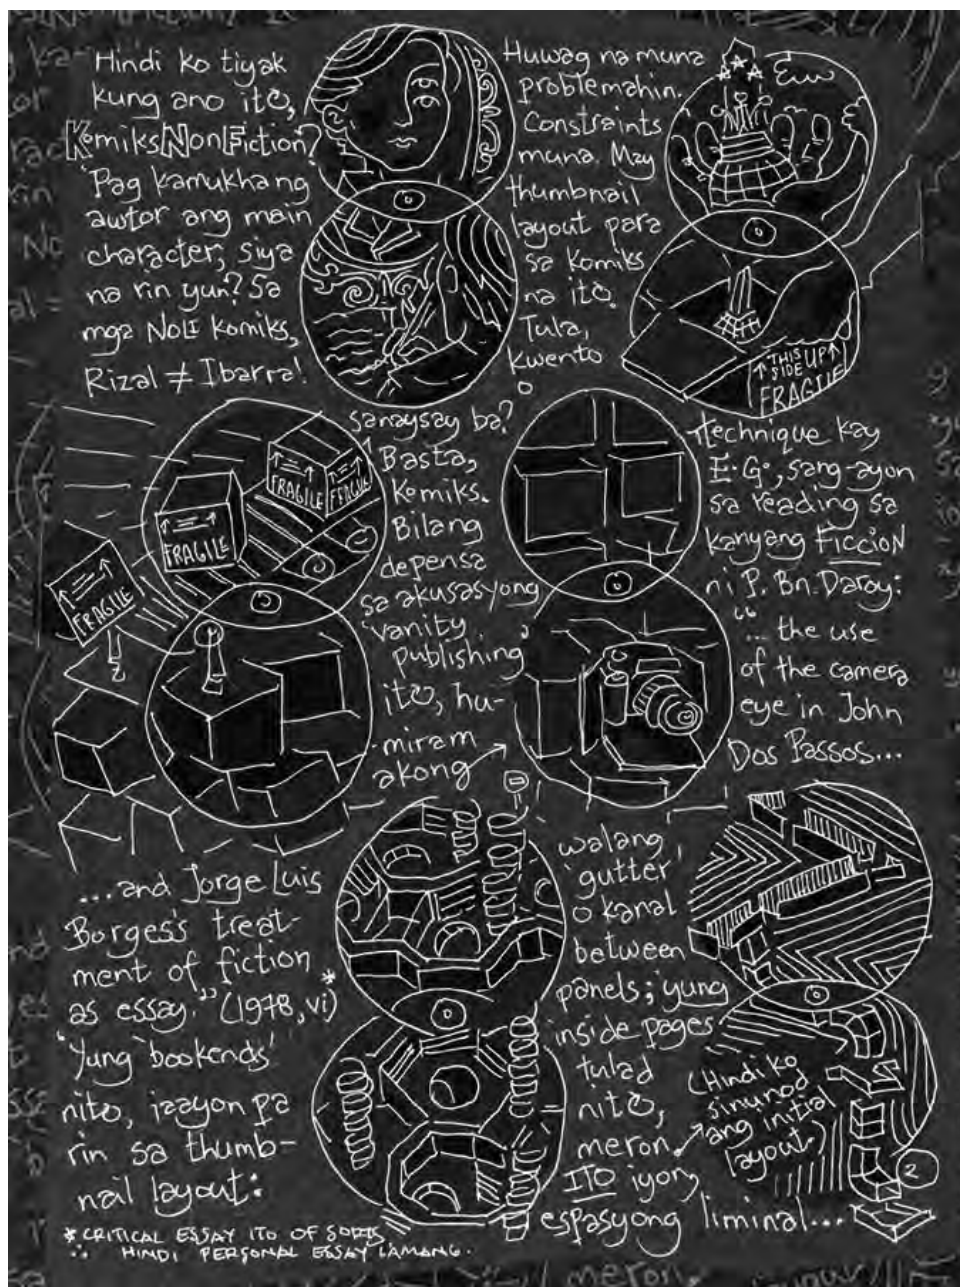 Hindi ko tiyak
kung ano ito,
KomiksNonFiction?
'Pag kamukha ng
awtor ang main
character, siya
na rin yun? Sa
mga NOLI komiks,
Rizal ≠ Ibarra!
Huwag na muna
problemahin.
Constraints
muna. May
thumbnail
layout para
sa komiks
na ito.
Tula,
kwento
o
Eww
↑THIS↑
SIDE UP
FRAGILE
sanaysay ba?
Basta,
komiks.
Bilang
depensa
sa akusasyong
'vanity
publishing'
ito, hu-
miram
akong
FRAGILE
FRAGILE
FRAGILE
FRAGILE
technique kay
E.G., sang-ayon
sa reading sa
kanyang FICCION
ni P. Bn. Daroy:
"... the use
of the camera
eye in John
Dos Passos...
....and Jorge Luis
Borges's treat-
ment of fiction
as essay." (1978, vi)*
'Yung 'bookends'
nito, iaayon pa
rin sa thumb-
nail layout:
walang
'gutter'
o kanal
between
panels; yung
inside pages
tulad
nito,
meron.
ITO iyon,
espasyong liminal...
(Hindi ko
sinunod
ang initial
layout.)
2
* CRITICAL ESSAY ITO OF SORTS
∴ HINDI PERSONAL ESSAY LAMANG.
meron.